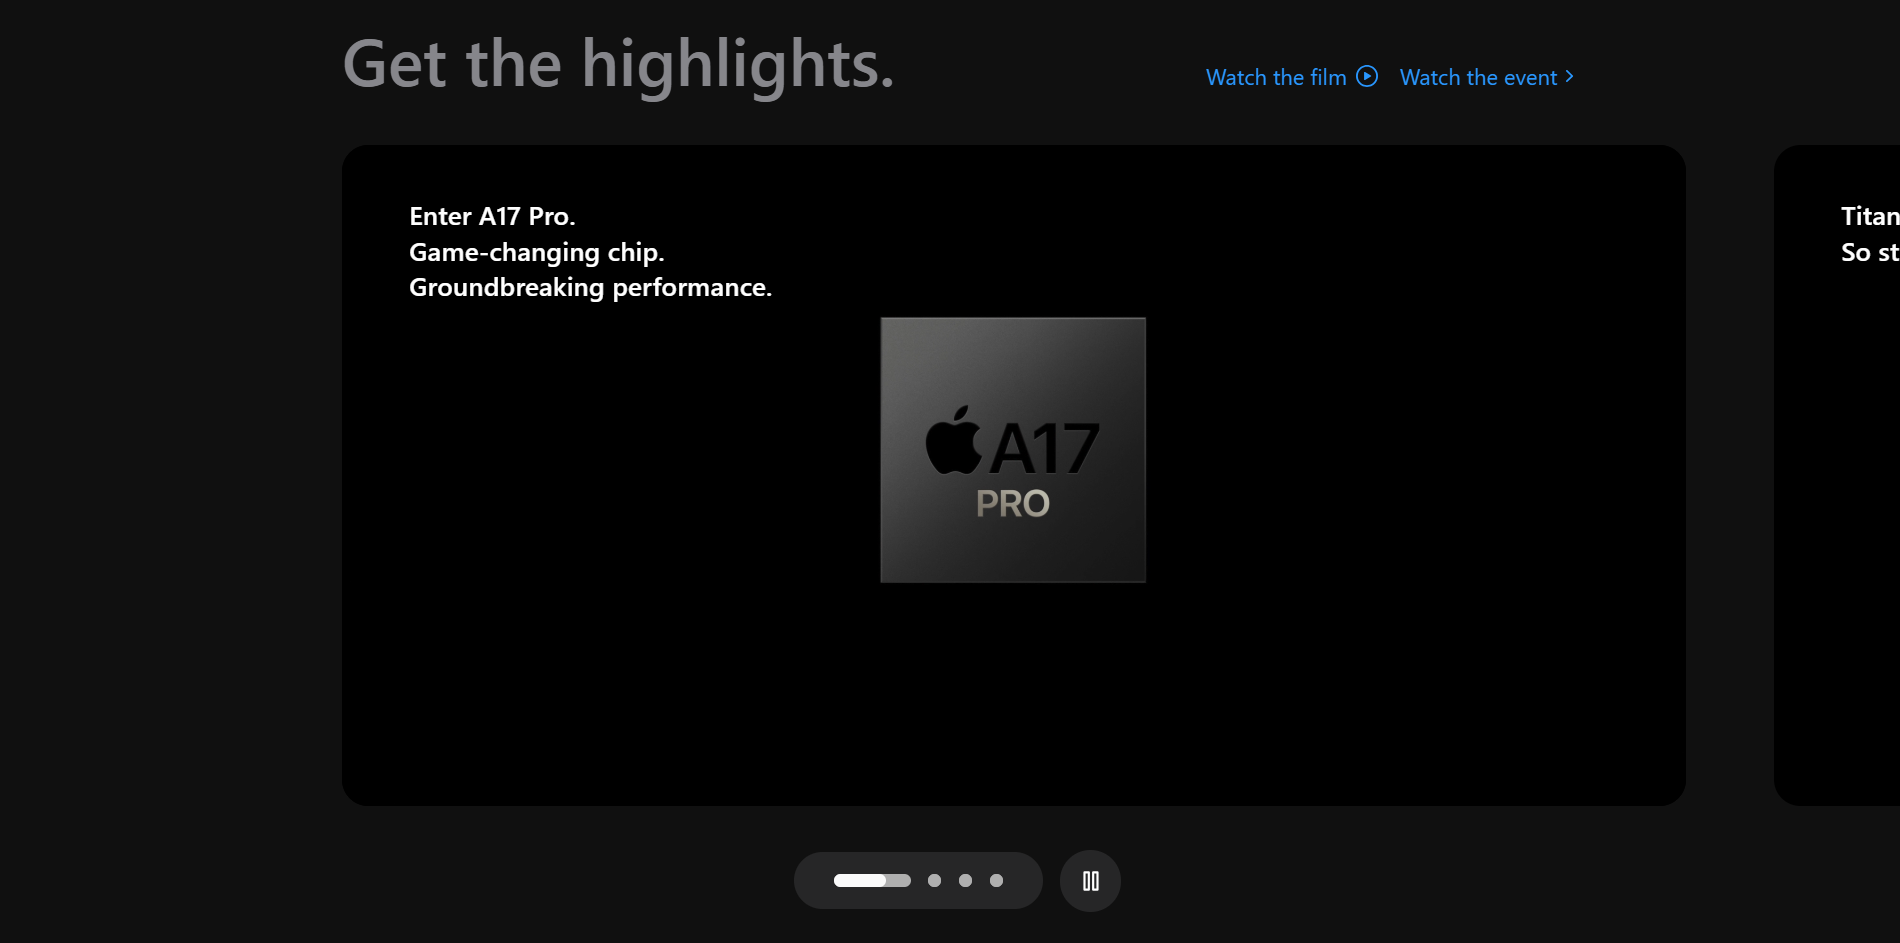 Get the highlights.
Watch the film
Watch the event
Enter A17 Pro.
Game-changing chip.
Groundbreaking performance.
A17
PRO
Titan
So st